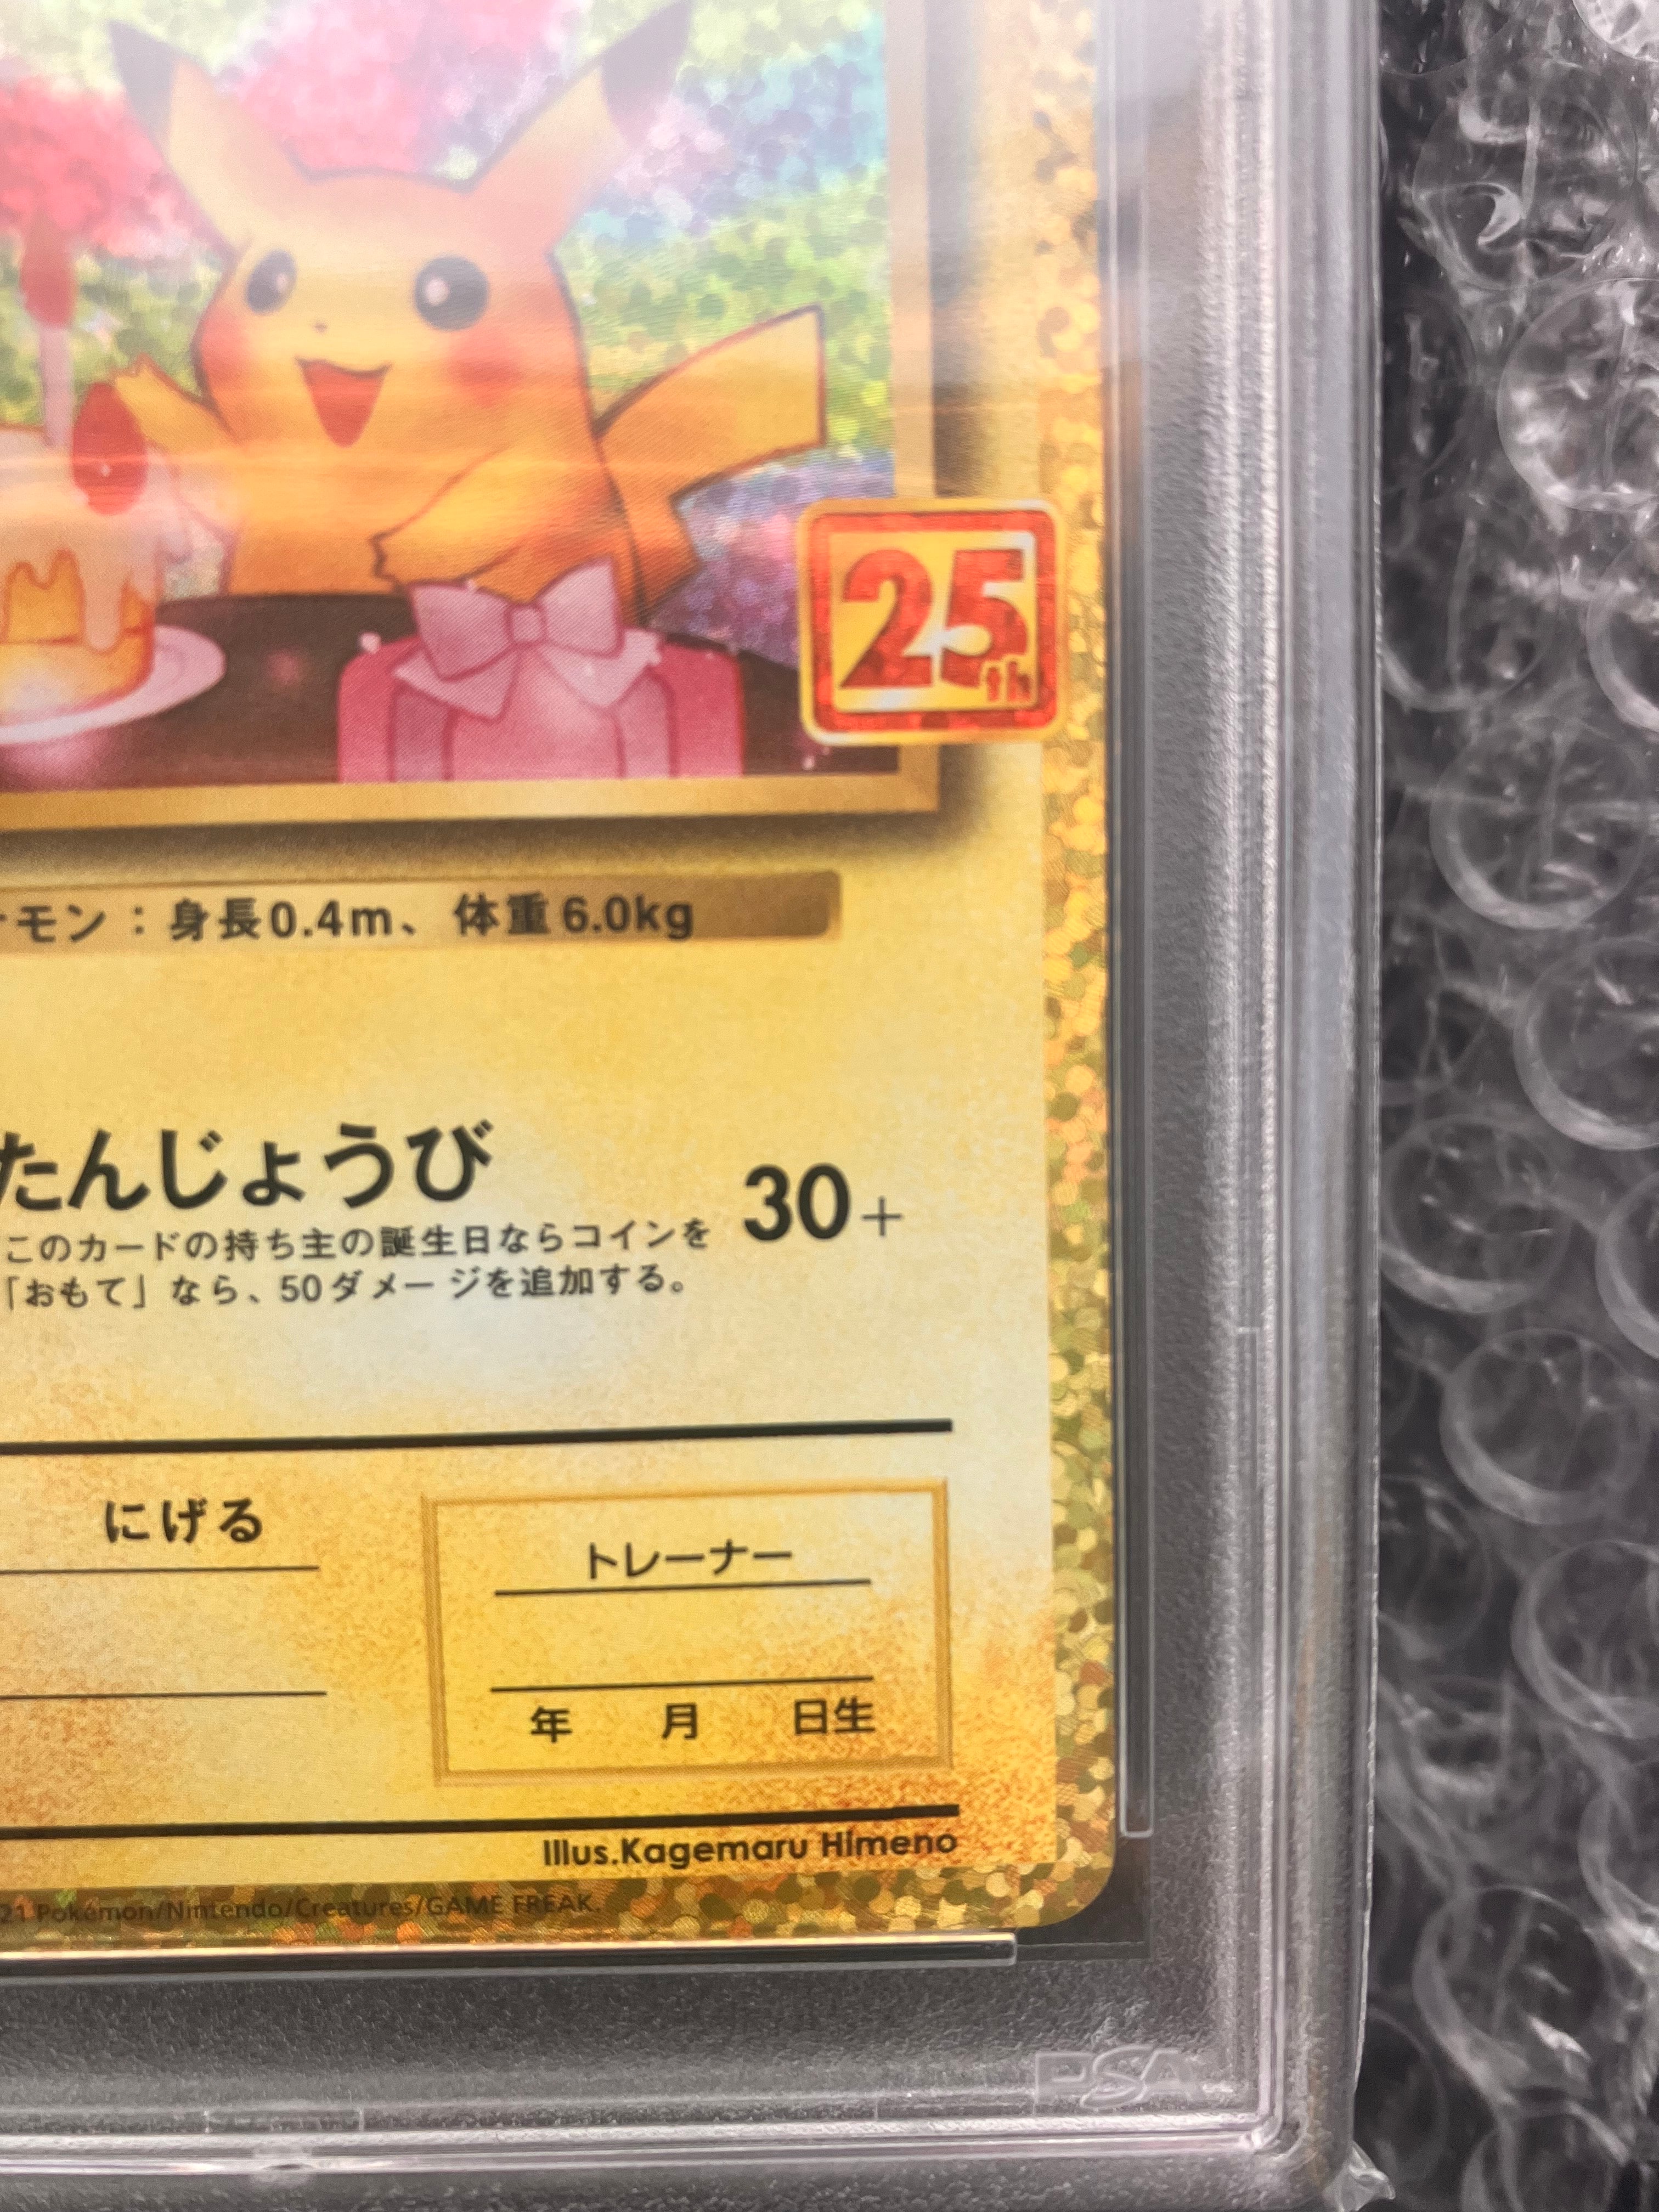 25th
モン：身長0.4m、体重6.0kg
たんじょうび
30+
このカードの持ち主の誕生日ならコインを
「おもて」なら、50ダメージを追加する。
にげる
トレーナー
年 月 日生
Illus.Kagemaru Himeno
21 Pokémon/Nintendo/Creatures/GAME FREAK.
PSA